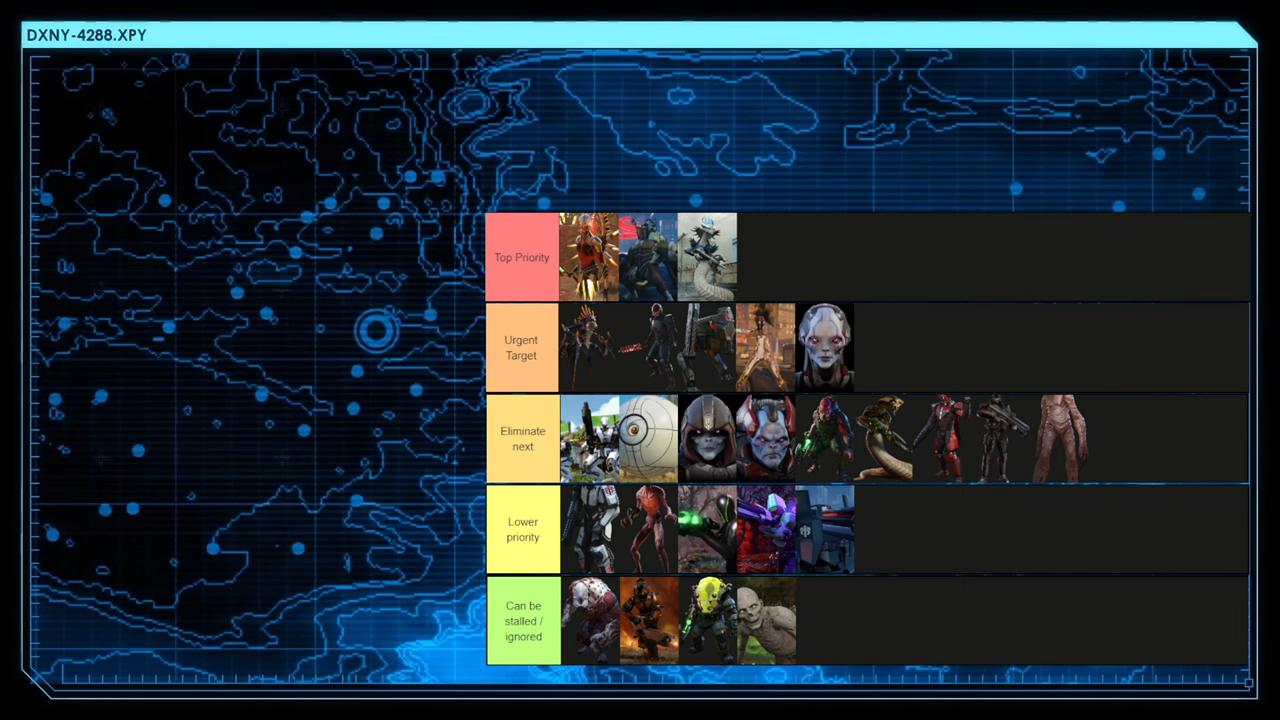 DXNY-4288.XPY
Top Priority
Urgent
Target
Eliminate
next
Lower
priority
Can be
stalled /
ignored